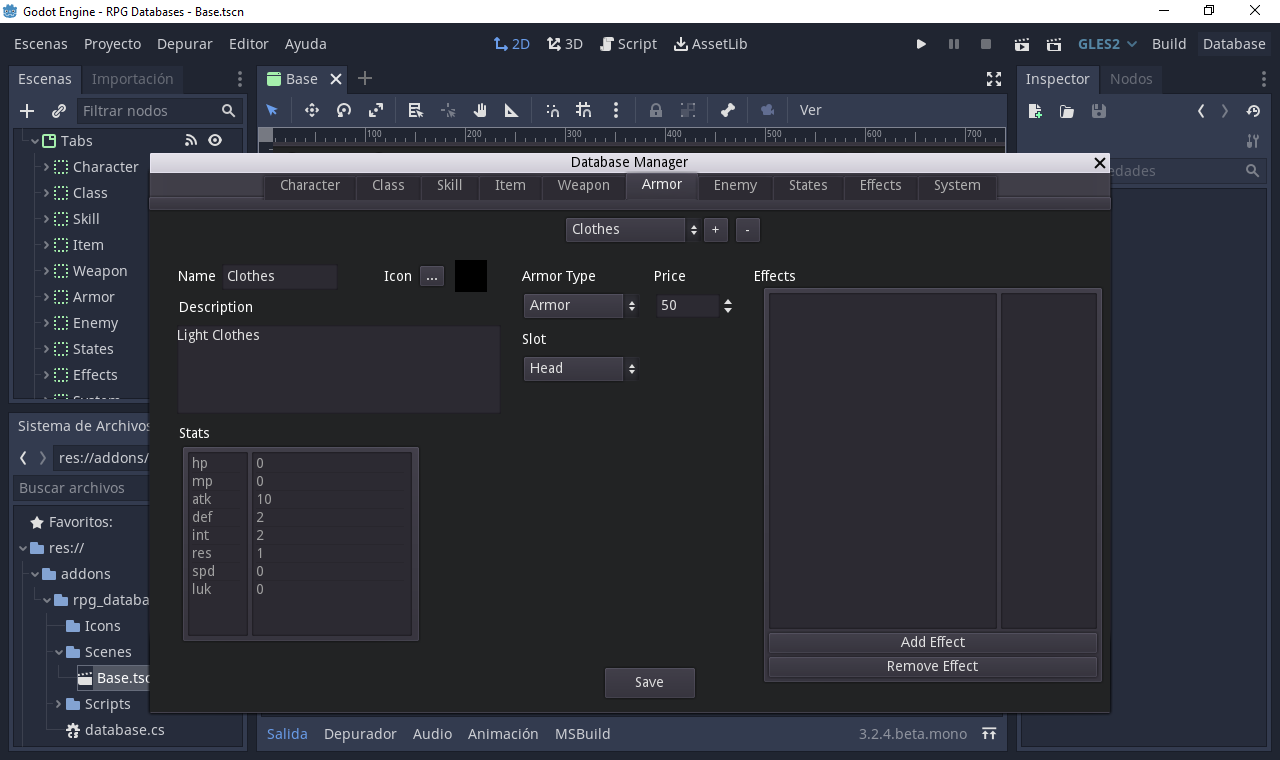 Godot Engine - RPG Databases - Base.tscn
Escenas Proyecto Depurar Editor Ayuda 2D 3D Script AssetLib GLES2 Build Database
Escenas Importación Base Inspector Nodos
Filtrar nodos Ver
100 200 300 400 500 600 700
Tabs
Character
Class
Skill
Item
Weapon
Armor
Enemy
States
Effects
Sistema de Archivos
res://addons/
Buscar archivos
Favoritos:
res://
addons
rpg_databa
Icons
Scenes
Base.tsc
Scripts
database.cs
Database Manager
Character Class Skill Item Weapon Armor Enemy States Effects System
Clothes + -
Name Clothes Icon ... Armor Type Price Effects
Description Armor 50
Light Clothes
Slot
Head
Stats
hp 0
mp 0
atk 10
def 2
int 2
res 1
spd 0
luk 0
Add Effect
Remove Effect
Save
edades
Salida Depurador Audio Animación MSBuild 3.2.4.beta.mono